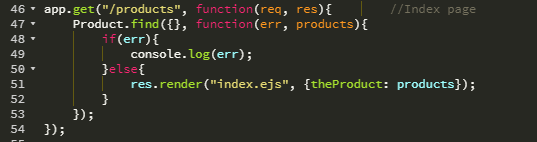 46 app.get("/products", function(req, res){ //Index page
47 Product.find({}, function(err, products){
48 if(err){
49 console.log(err);
50 }else{
51 res.render("index.ejs", {theProduct: products});
52 }
53 });
54 });